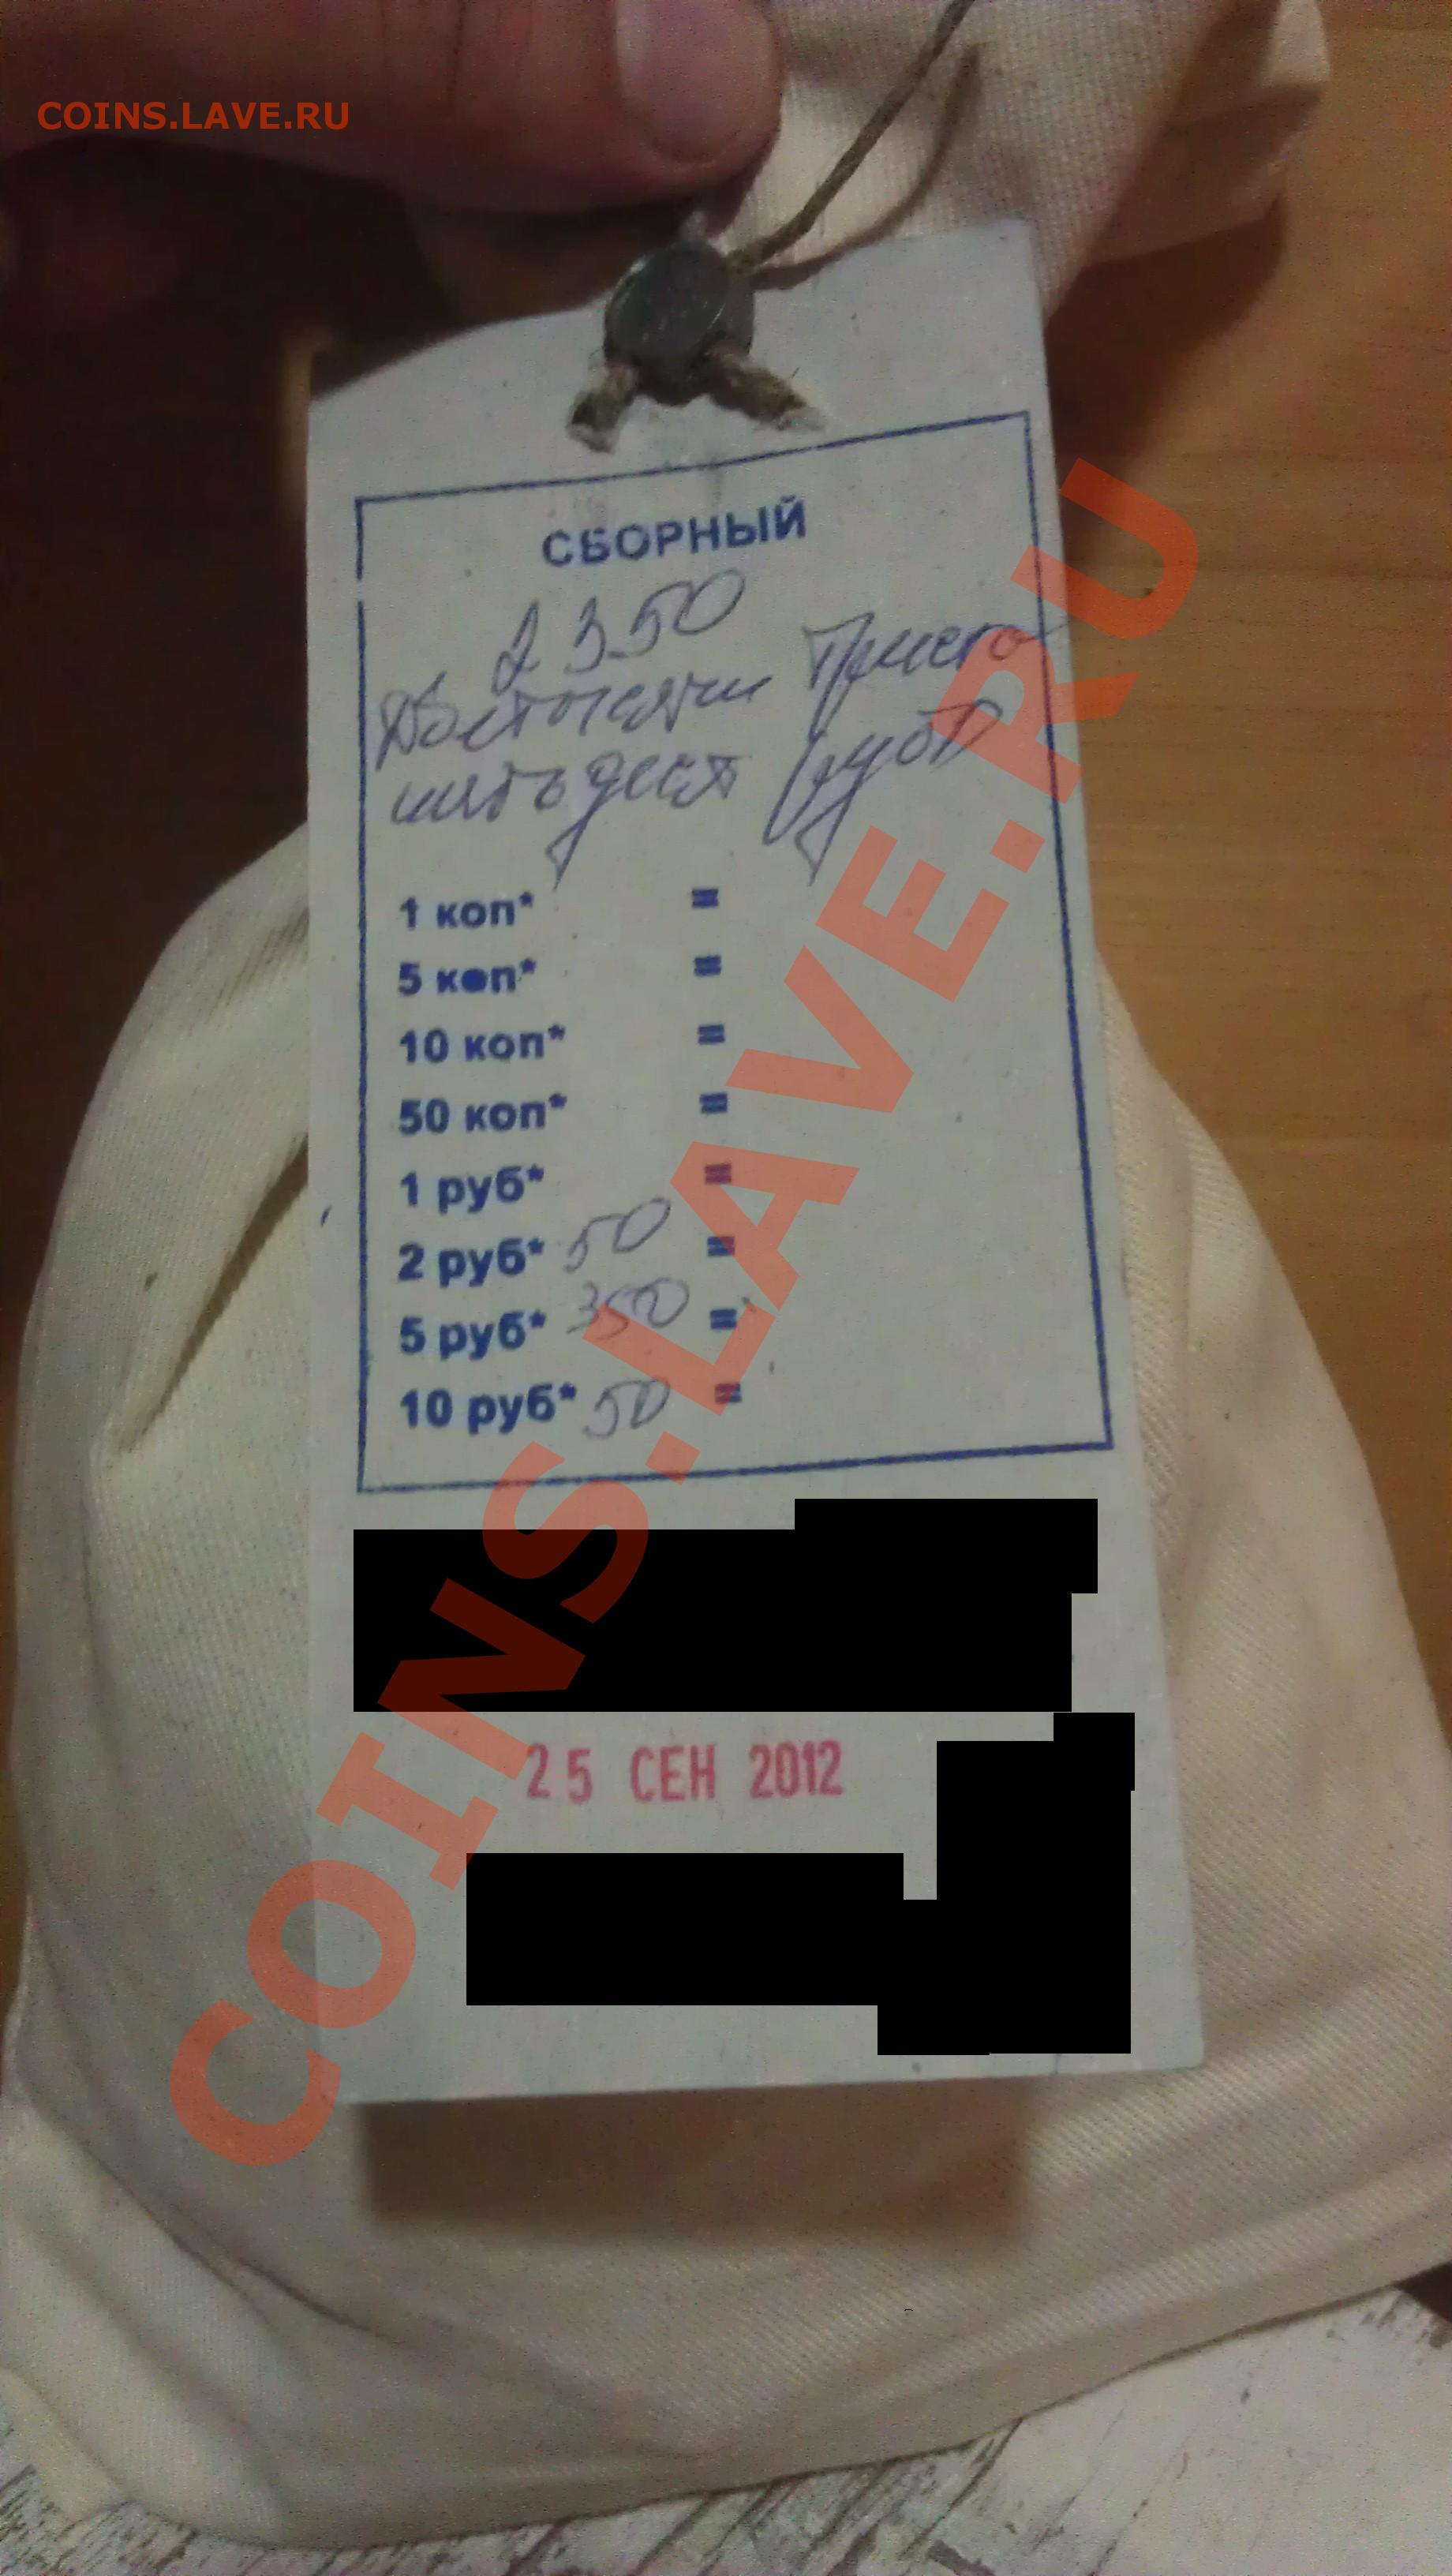 COINS.LAVE.RU
СБОРНЫЙ
2350
Две тысячи Триста
пятьдесят руб
1 коп* =
5 коп* =
10 коп* =
50 коп* =
1 руб* =
2 руб* 50 =
5 руб* 350 =
10 руб* 50 =
25 СЕН 2012
COINS.LAVE.RU